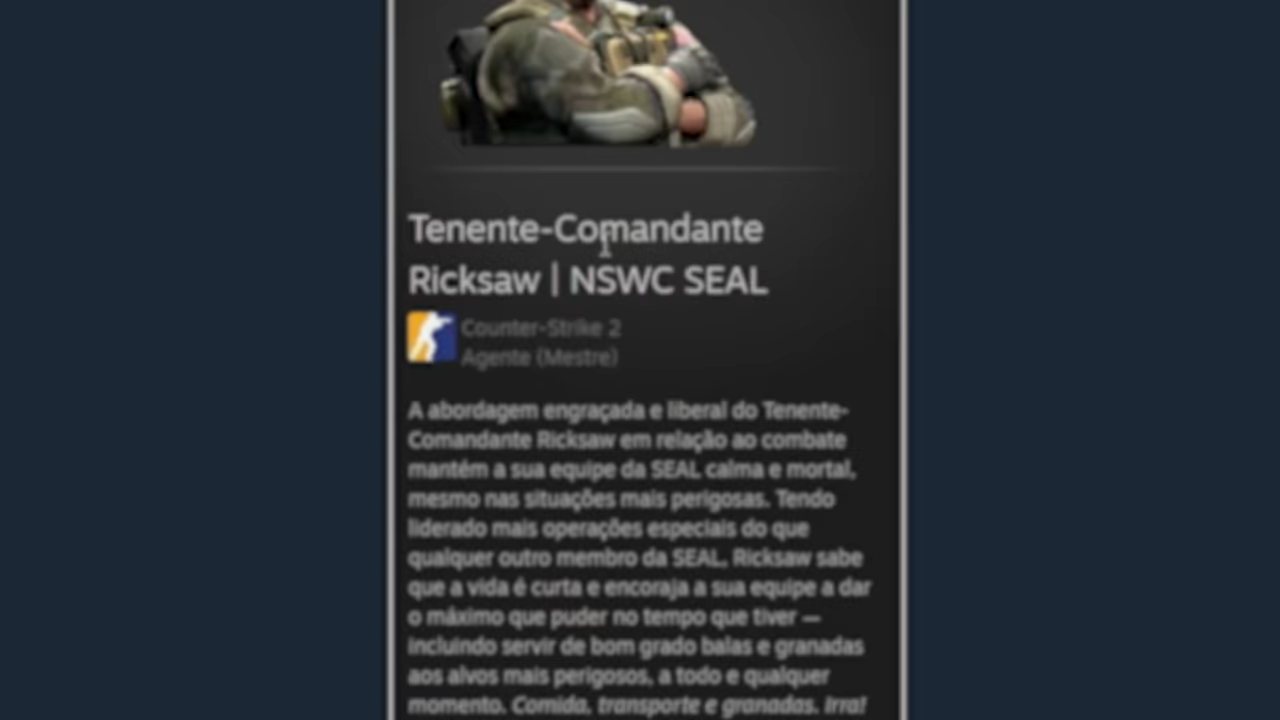 Tenente-Comandante
Ricksaw | NSWC SEAL
Counter-Strike 2
Agente (Mestre)
A abordagem engraçada e liberal do Tenente-
Comandante Ricksaw em relação ao combate
mantém a sua equipe da SEAL calma e mortal,
mesmo nas situações mais perigosas. Tendo
liderado mais operações especiais do que
qualquer outro membro da SEAL, Ricksaw sabe
que a vida é curta e encoraja a sua equipe a dar
o máximo que puder no tempo que tiver —
incluindo servir de bom grado balas e granadas
aos alvos mais perigosos, a todo e qualquer
momento. Comida, transporte e granadas. Irra!